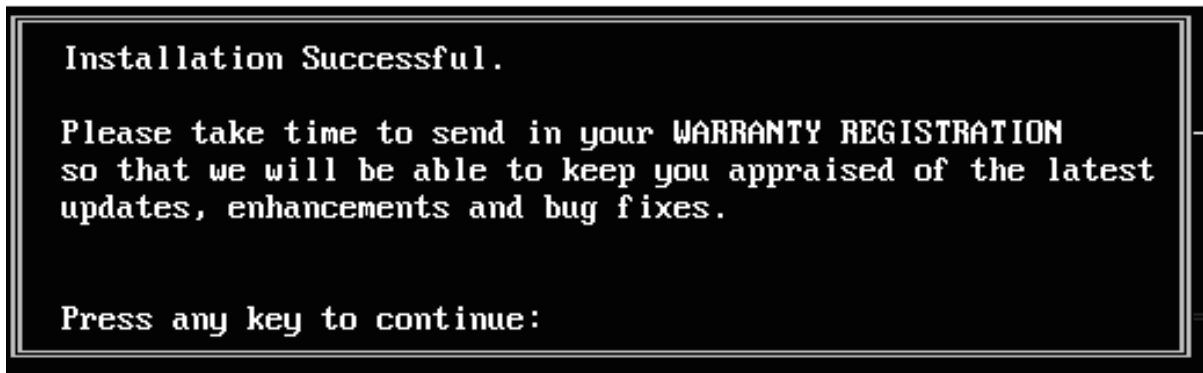 Installation Successful.
Please take time to send in your WARRANTY REGISTRATION
so that we will be able to keep you appraised of the latest
updates, enhancements and bug fixes.
Press any key to continue: